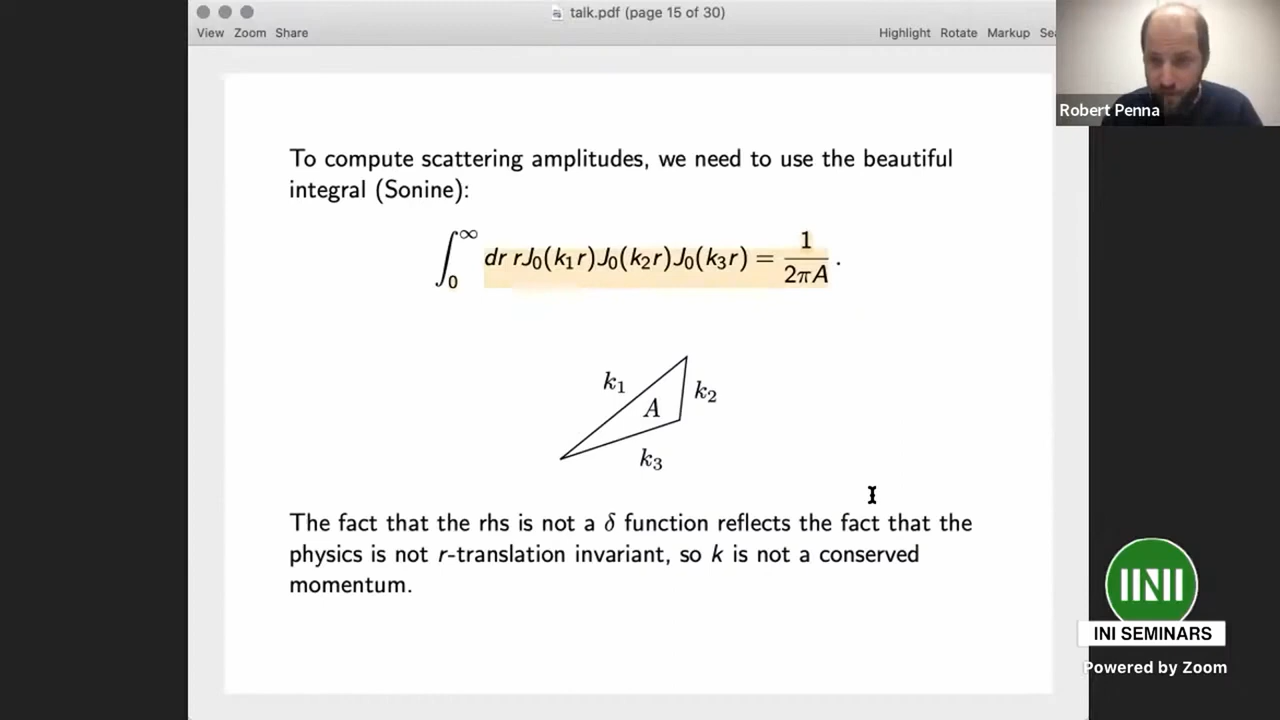 talk.pdf (page 15 of 30)
View Zoom Share
Highlight Rotate Markup Sea
Robert Penna
To compute scattering amplitudes, we need to use the beautiful
integral (Sonine):
∫₀^∞ dr rJ₀(k₁r)J₀(k₂r)J₀(k₃r) = 1/(2πA) .
k₁
k₂
A
k₃
The fact that the rhs is not a δ function reflects the fact that the
physics is not r-translation invariant, so k is not a conserved
momentum.
INI
INI SEMINARS
Powered by Zoom